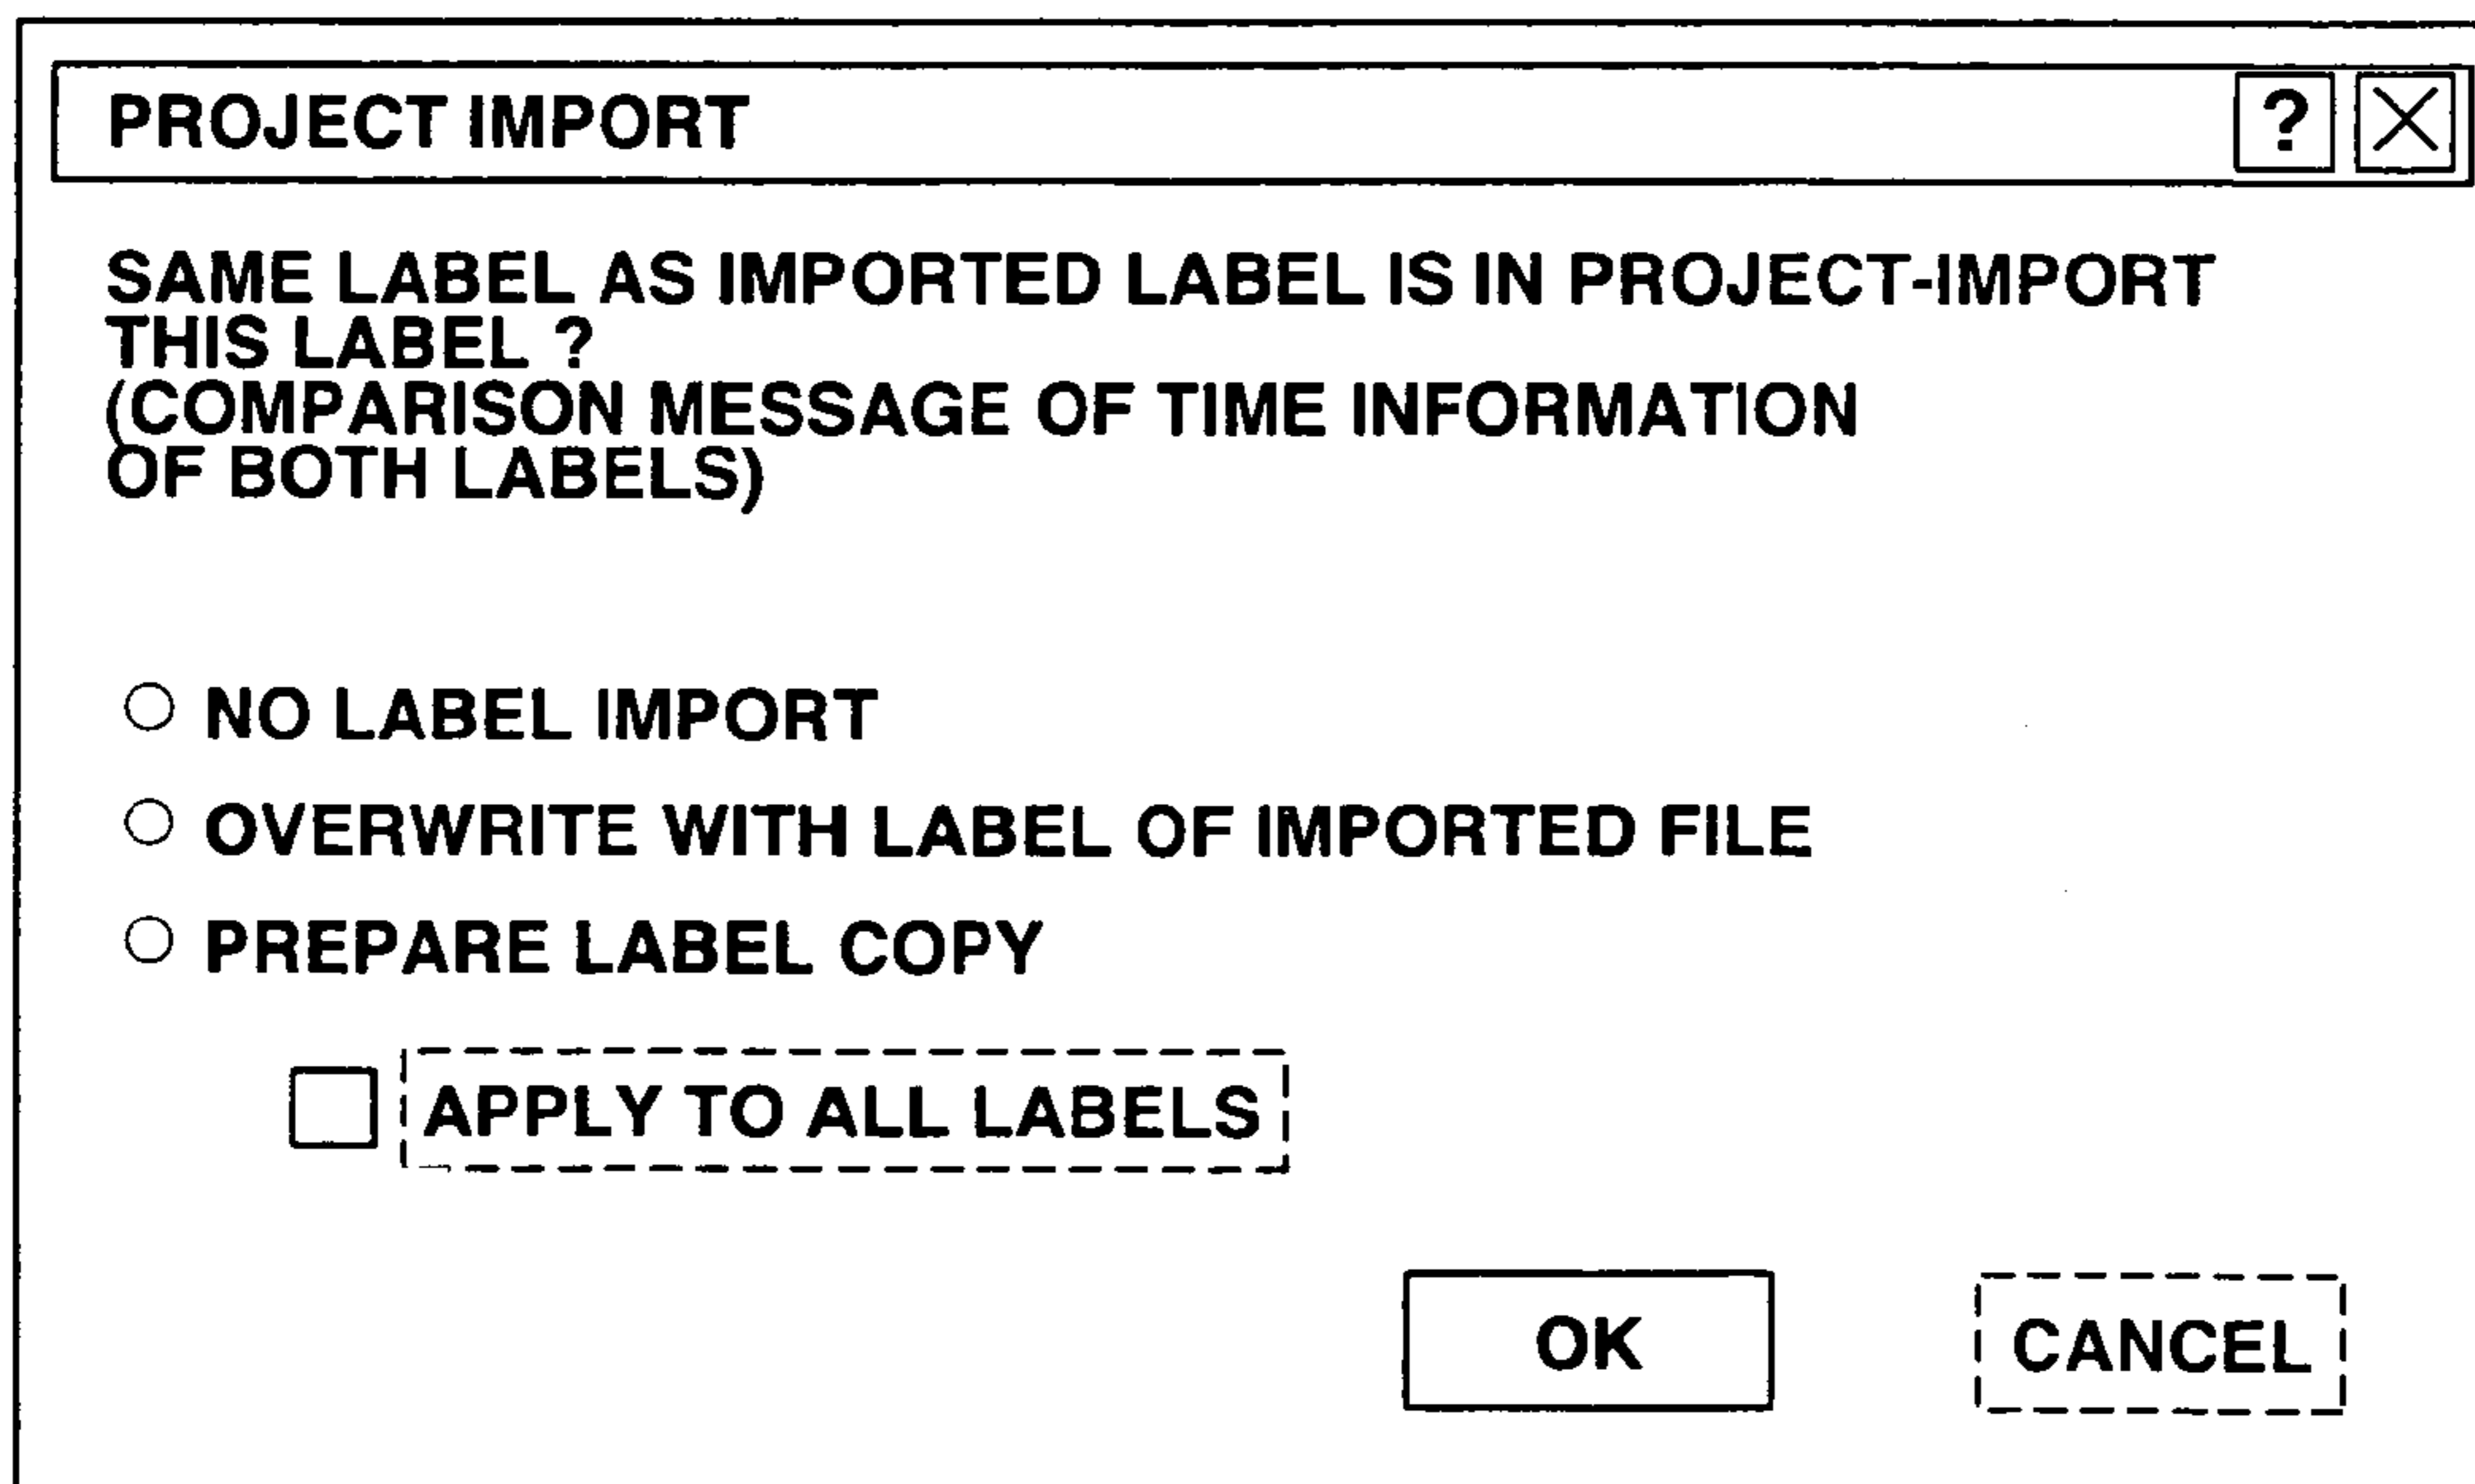 PROJECT IMPORT ?
SAME LABEL AS IMPORTED LABEL IS IN PROJECT-IMPORT
THIS LABEL ?
(COMPARISON MESSAGE OF TIME INFORMATION
OF BOTH LABELS)
NO LABEL IMPORT
OVERWRITE WITH LABEL OF IMPORTED FILE
PREPARE LABEL COPY
APPLY TO ALL LABELS
OK CANCEL